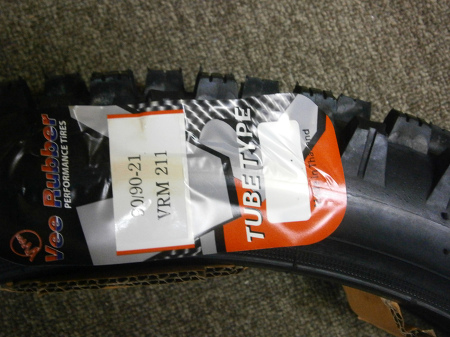 Vee Rubber
PERFORMANCE TIRES
90/90-21
VRM 211
TUBE TYPE